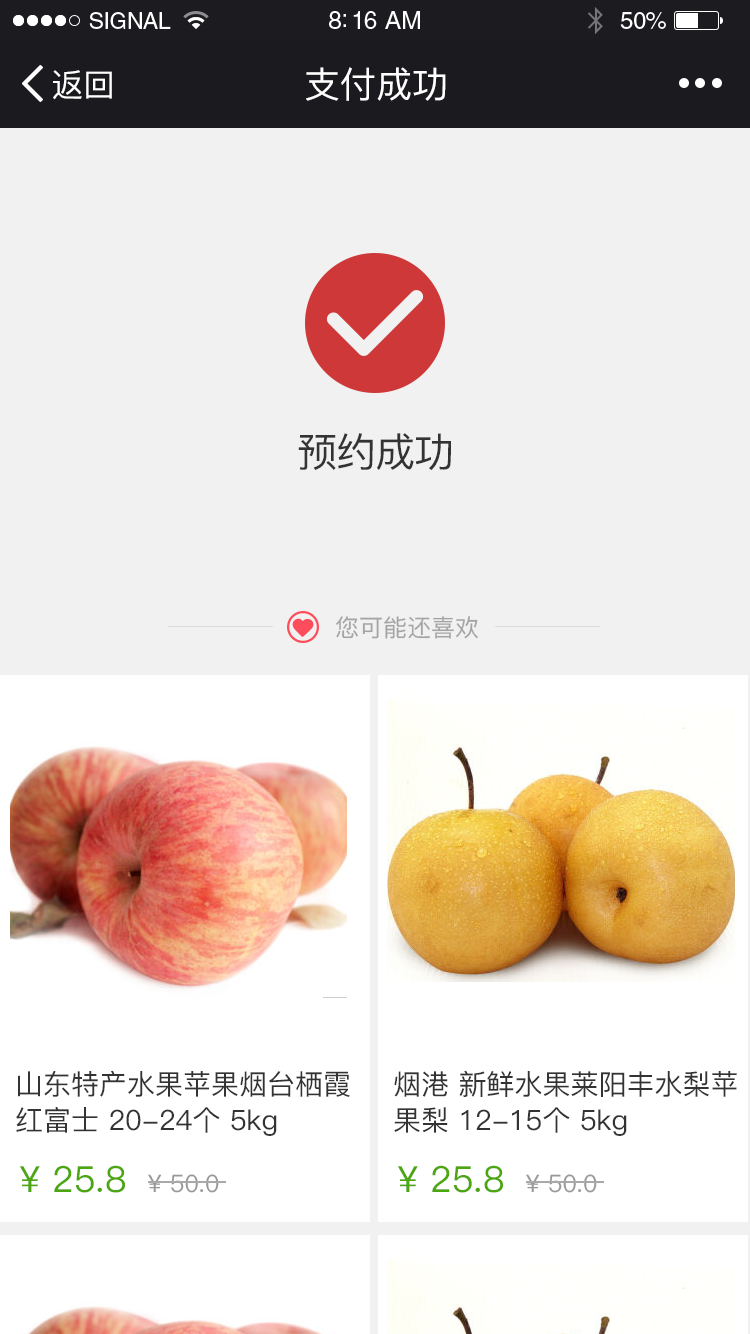 SIGNAL 8:16 AM 50%
返回 支付成功
预约成功
您可能还喜欢
山东特产水果苹果烟台栖霞
红富士 20-24个 5kg
¥ 25.8 ¥ 50.0
烟港 新鲜水果莱阳丰水梨苹
果梨 12-15个 5kg
¥ 25.8 ¥ 50.0